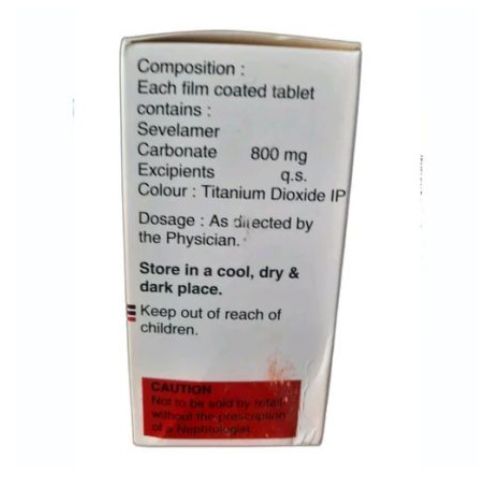 Composition :
Each film coated tablet
contains :
Sevelamer
Carbonate 800 mg
Excipients q.s.
Colour : Titanium Dioxide IP
Dosage : As directed by
the Physician.
Store in a cool, dry &
dark place.
Keep out of reach of
children.
CAUTION
Not to be sold by retail
without the prescription
of a Nephrologist.